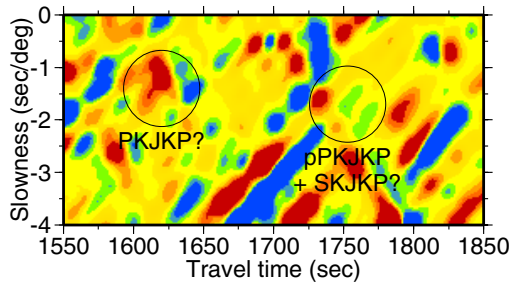 0
-1
-2
-3
-4
Slowness (sec/deg)
PKJKP?
pPKJKP
+ SKJKP?
1550 1600 1650 1700 1750 1800 1850
Travel time (sec)